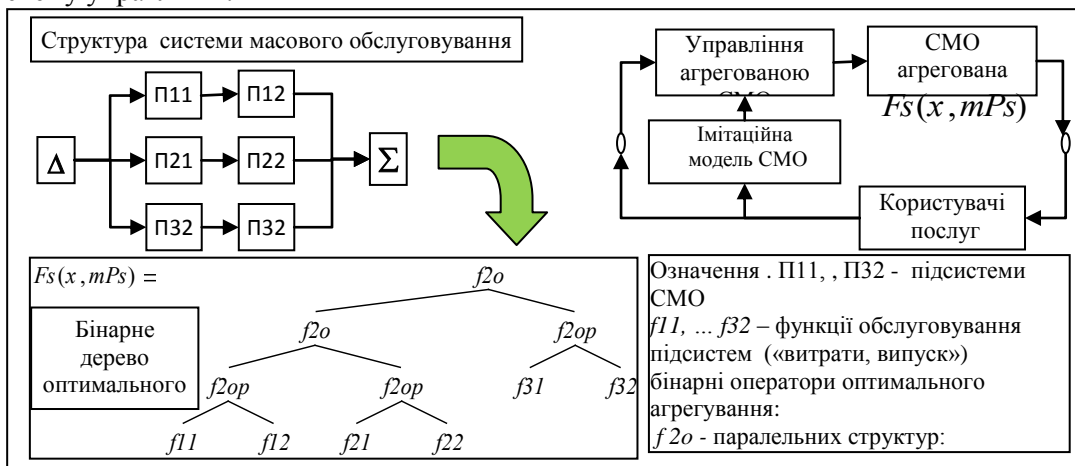 Структура системи масового обслуговування
П11 П12
Δ П21 П22 Σ
П32 П32
Управління
агрегованою
СМО
агрегована
Fs(x,mPs)
Імітаційна
модель СМО
Користувачі
послуг
Fs(x,mPs) =
f2o
f2o f2op
f2op f2op f31 f32
f11 f12 f21 f22
Бінарне
дерево
оптимального
Означення . П11, , П32 - підсистеми
СМО
f11, ... f32 – функції обслуговування
підсистем («витрати, випуск»)
бінарні оператори оптимального
агрегування:
f 2o - паралельних структур: